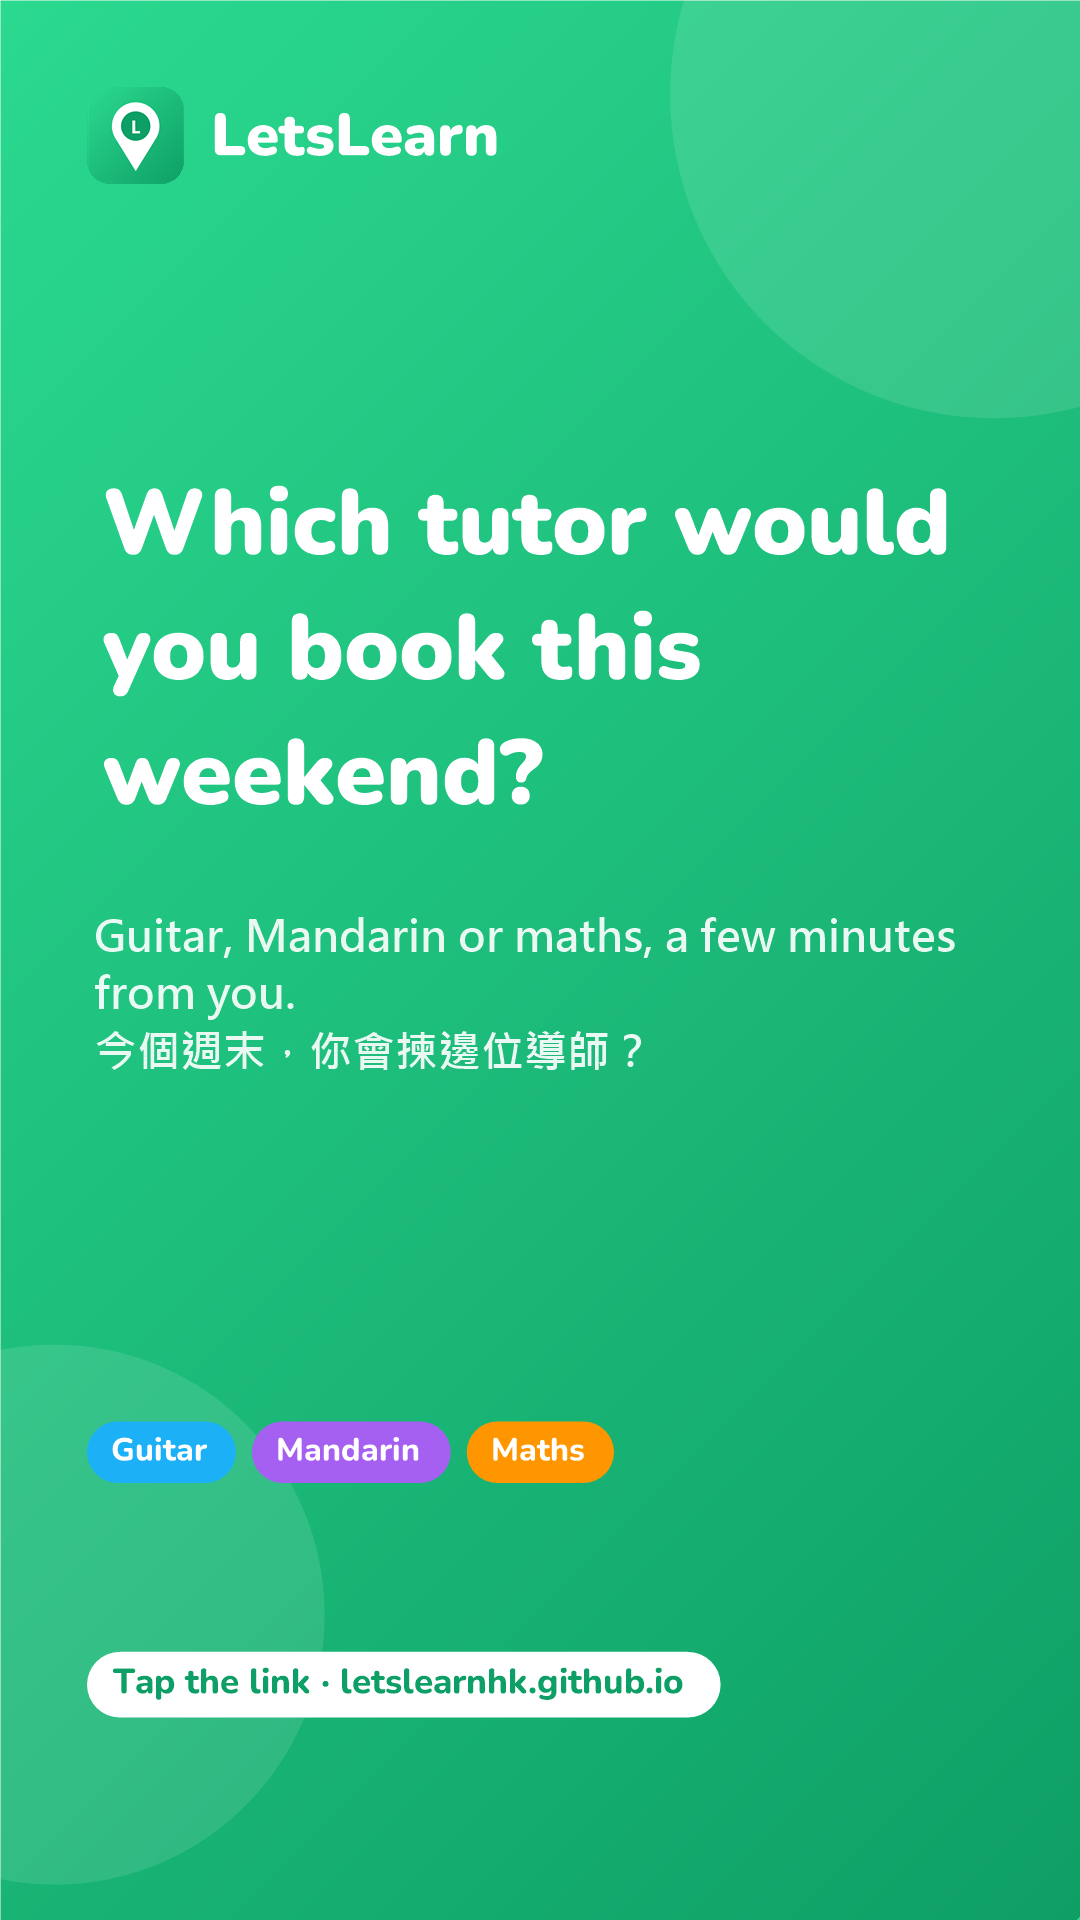 L
LetsLearn
Which tutor would
you book this
weekend?
Guitar, Mandarin or maths, a few minutes
from you.
今個週末，你會揀邊位導師？
Guitar
Mandarin
Maths
Tap the link · letslearnhk.github.io